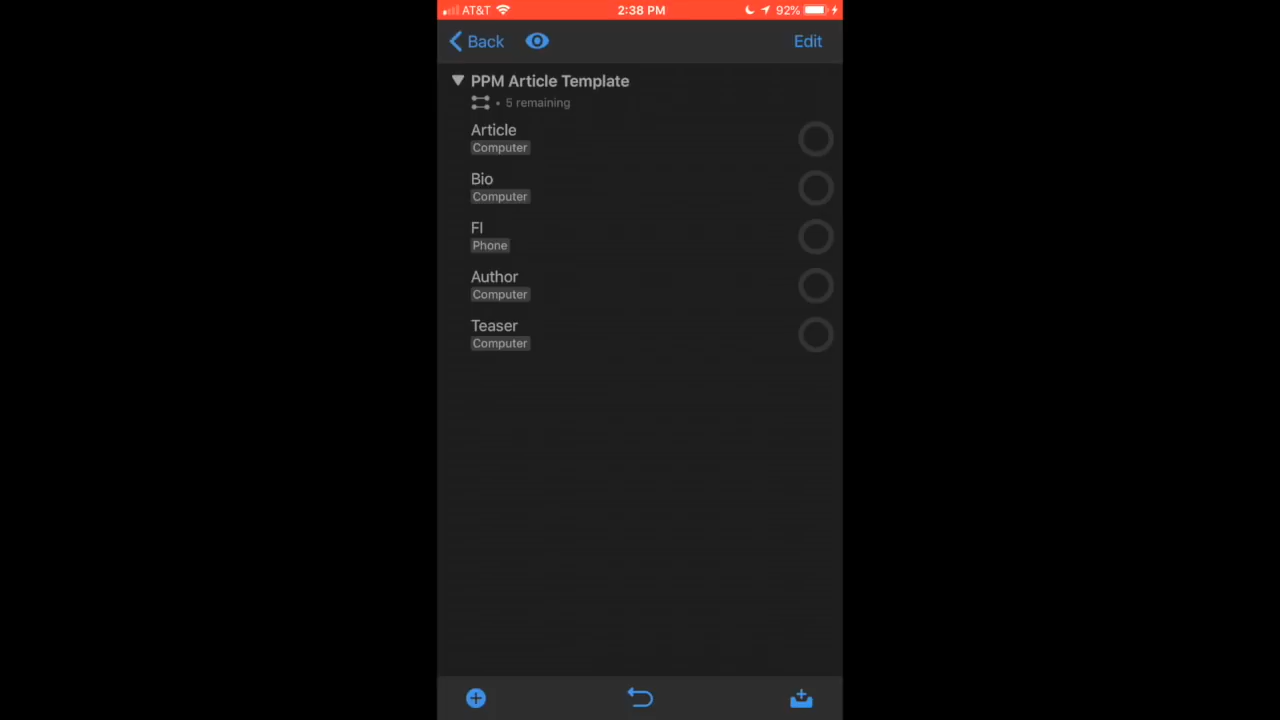 AT&T 2:38 PM 92%
Back Edit
PPM Article Template
• 5 remaining
Article
Computer
Bio
Computer
FI
Phone
Author
Computer
Teaser
Computer